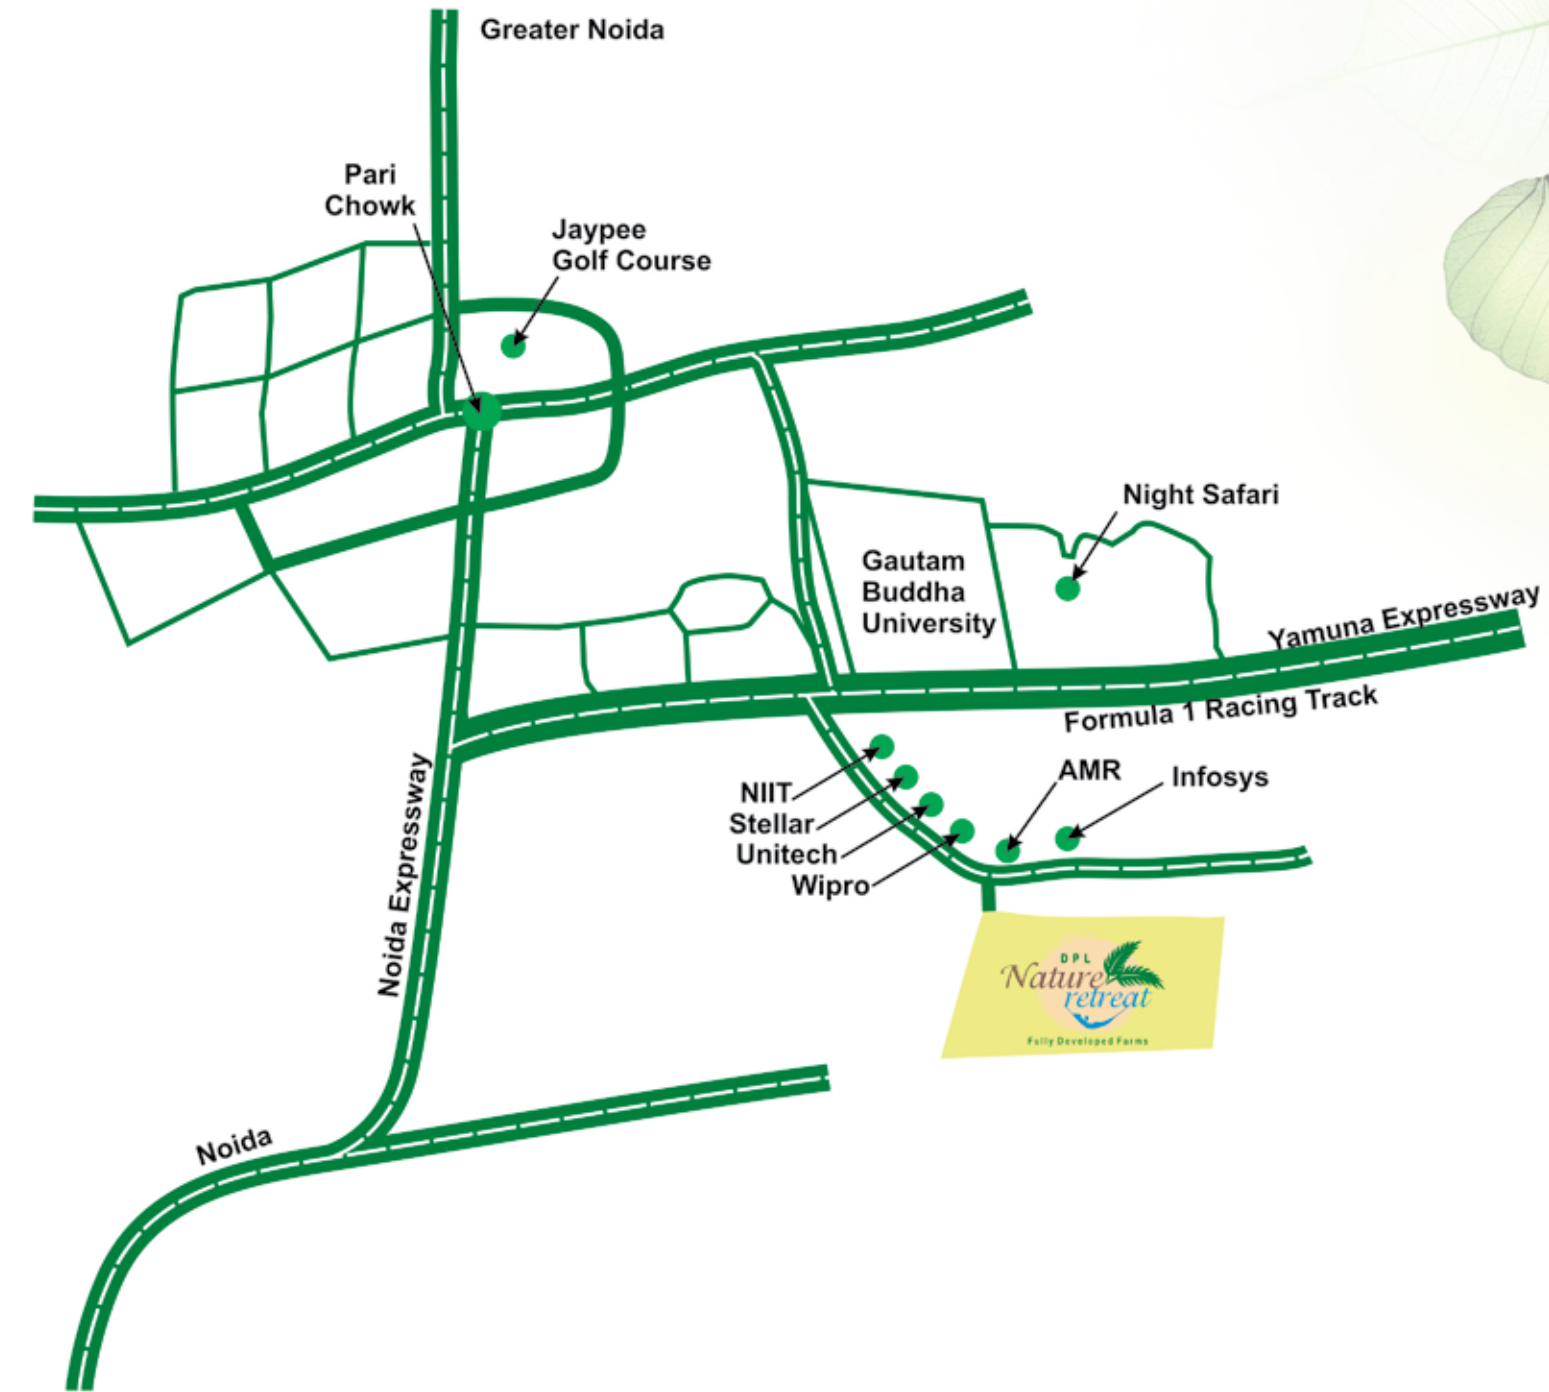 Greater Noida
Pari
Chowk
Jaypee
Golf Course
Night Safari
Gautam
Buddha
University
Yamuna Expressway
Formula 1 Racing Track
NIIT
Stellar
Unitech
Wipro
AMR
Infosys
Noida Expressway
DPL
Nature
retreat
Fully Developed Farms
Noida